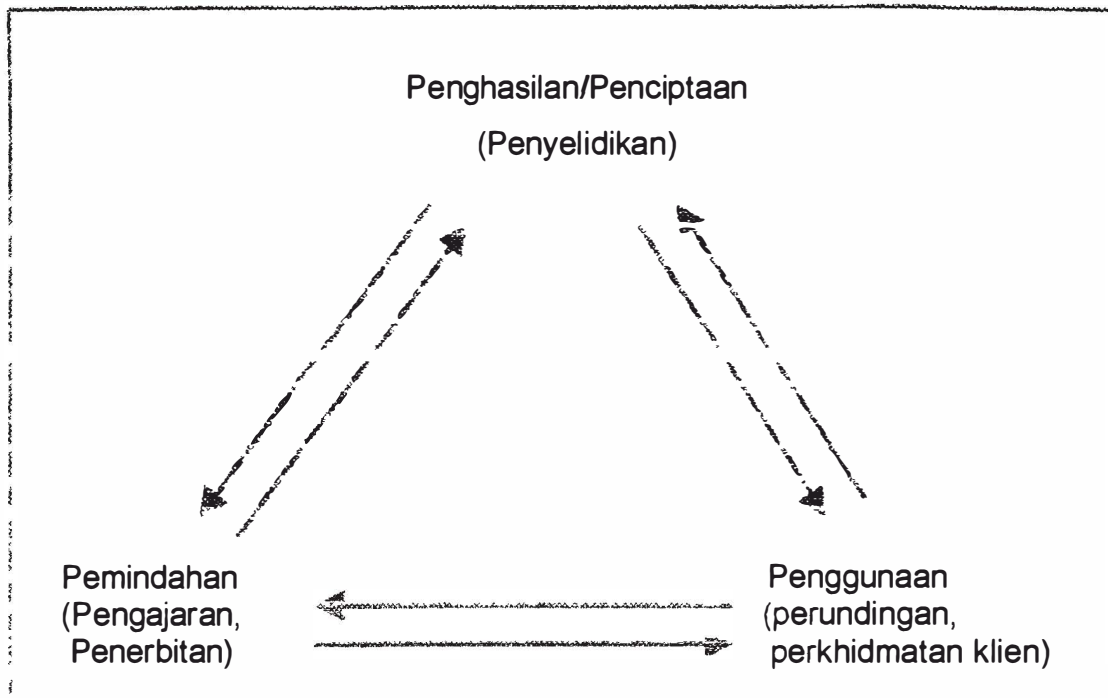 Penghasilan/Penciptaan
(Penyelidikan)
Pemindahan
(Pengajaran,
Penerbitan)
Penggunaan
(perundingan,
perkhidmatan klien)